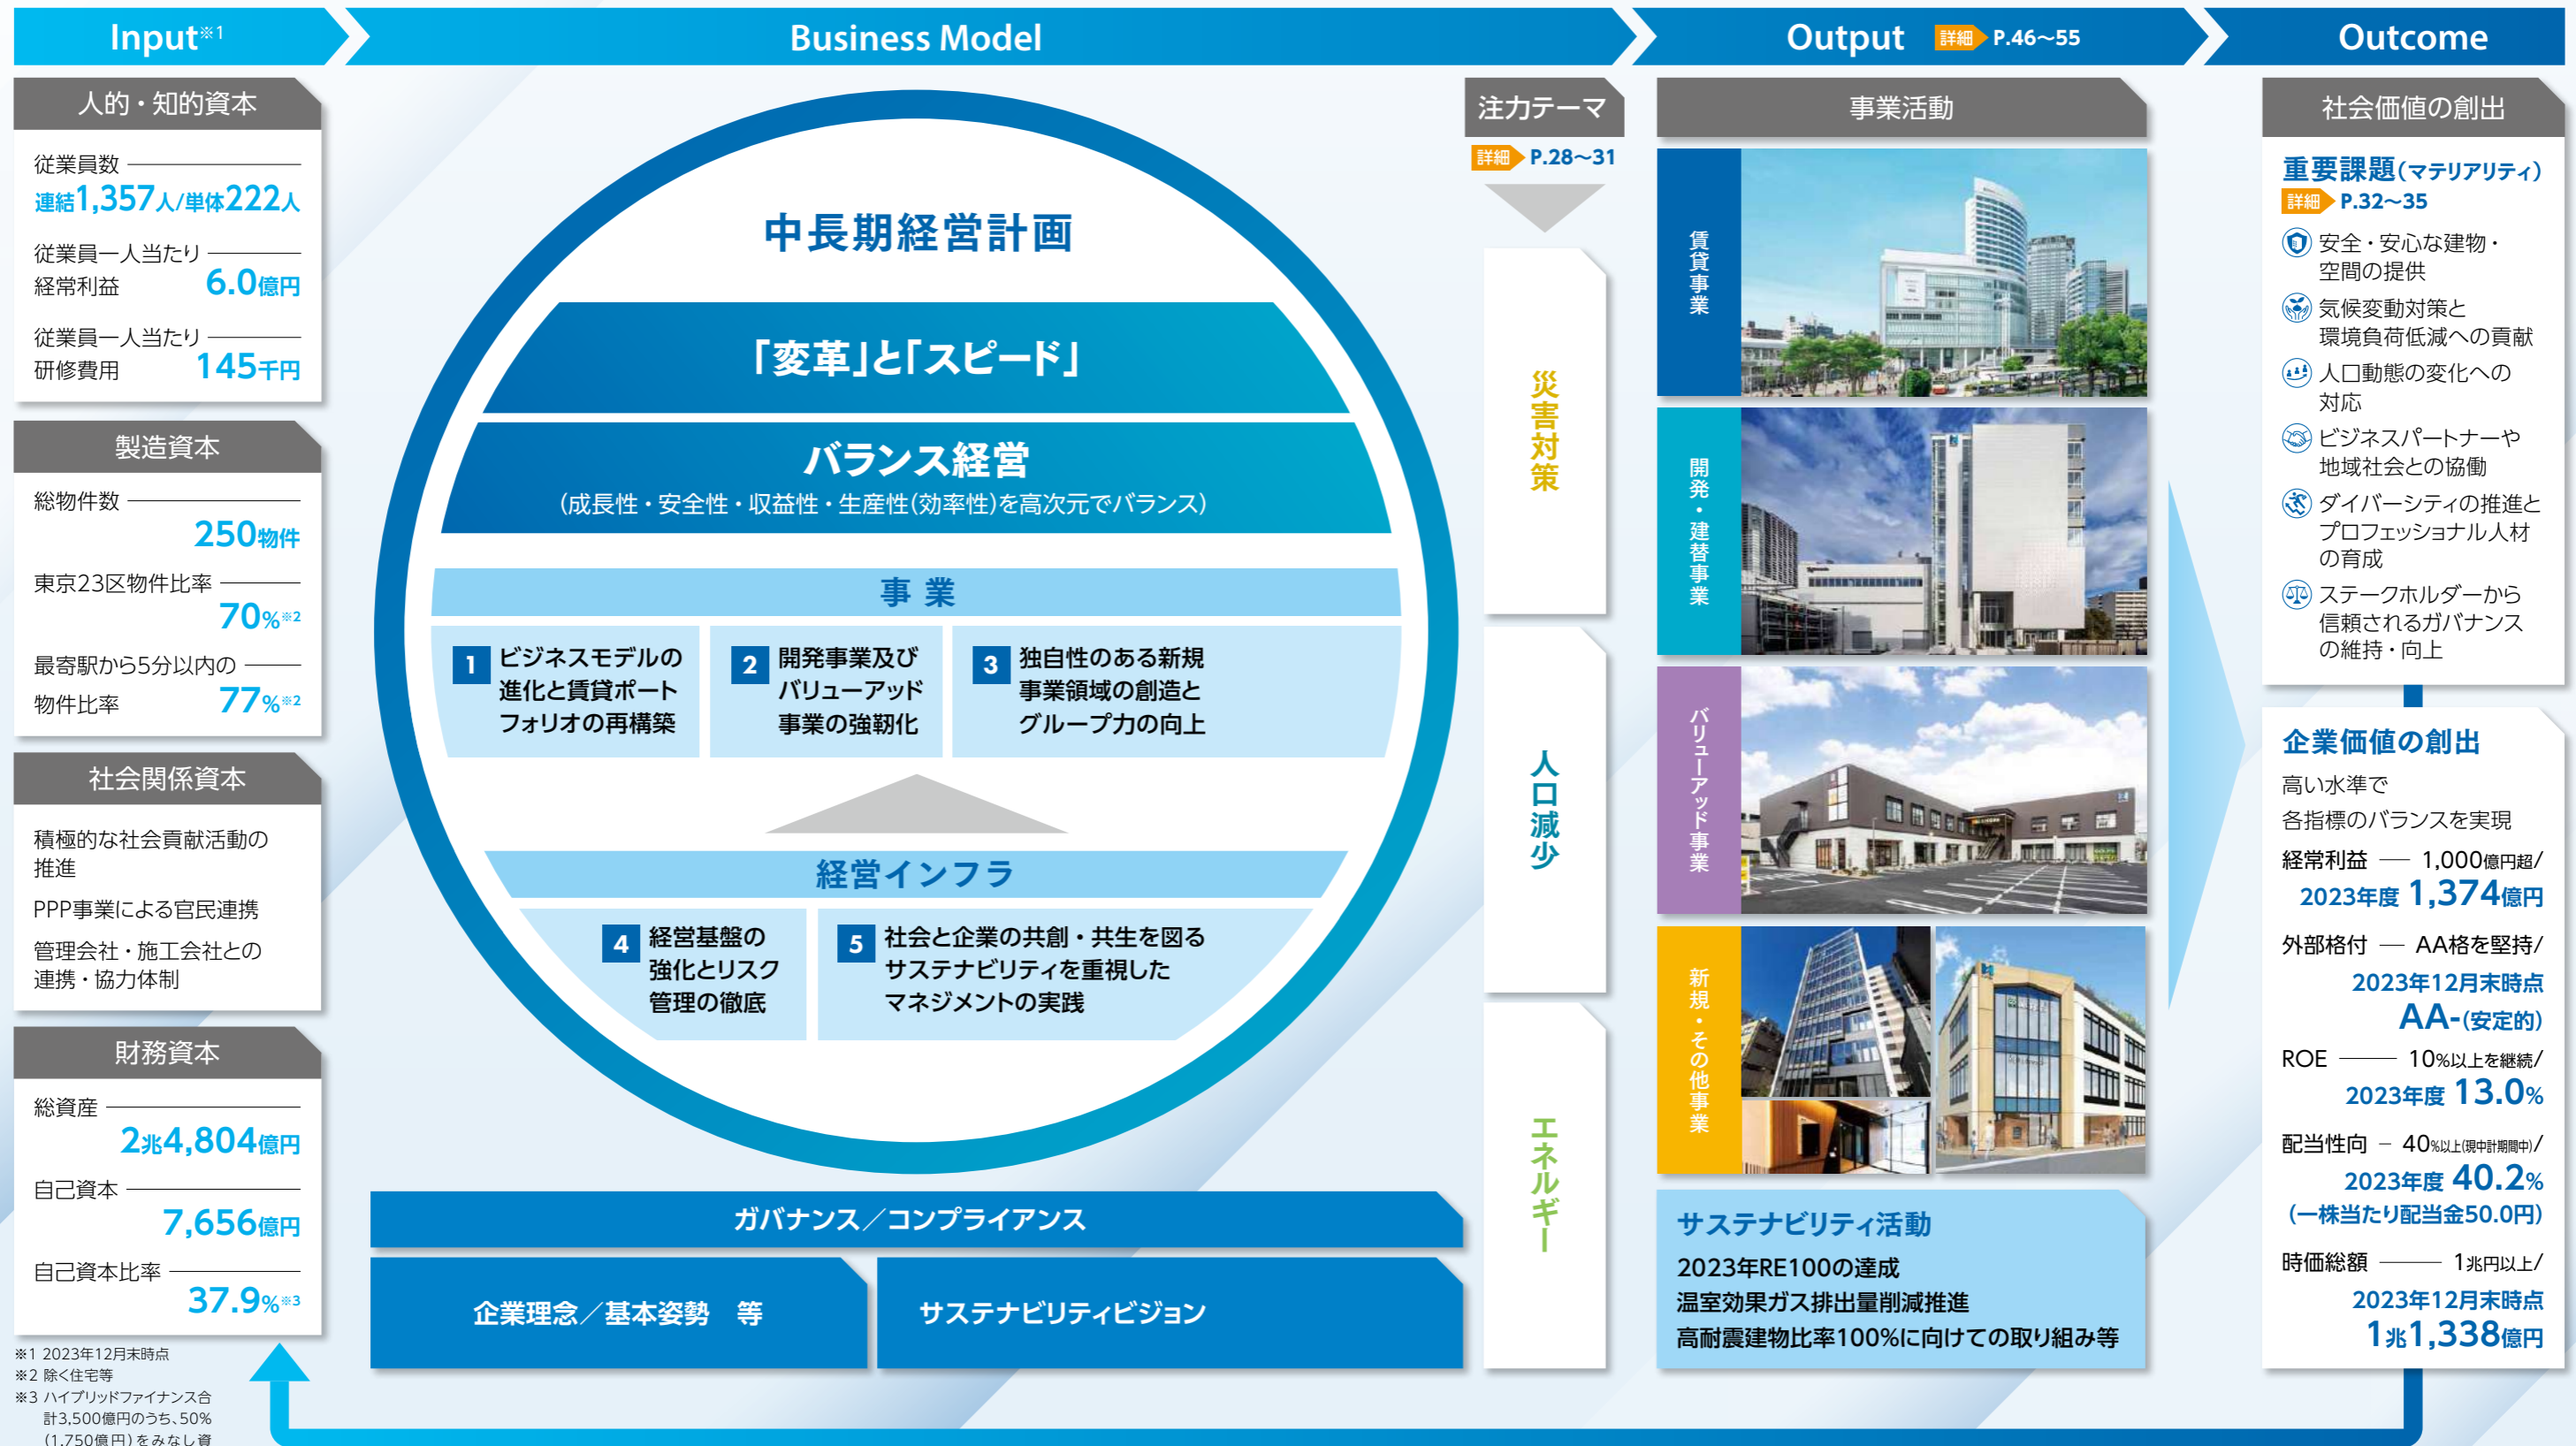 Input※1
Business Model
Output 詳細 P.46～55
Outcome
人的・知的資本
従業員数
連結1,357人/単体222人
従業員一人当たり
経常利益 6.0億円
従業員一人当たり
研修費用 145千円
製造資本
総物件数
250物件
東京23区物件比率
70%※2
最寄駅から5分以内の
物件比率 77%※2
社会関係資本
積極的な社会貢献活動の
推進
PPP事業による官民連携
管理会社・施工会社との
連携・協力体制
財務資本
総資産
2兆4,804億円
自己資本
7,656億円
自己資本比率
37.9%※3
※1 2023年12月末時点
※2 除く住宅等
※3 ハイブリッドファイナンス合
計3,500億円のうち、50%
(1,750億円)をみなし資
中長期経営計画
「変革」と「スピード」
バランス経営
(成長性・安全性・収益性・生産性(効率性)を高次元でバランス)
事業
1 ビジネスモデルの
進化と賃貸ポート
フォリオの再構築
2 開発事業及び
バリューアッド
事業の強靭化
3 独自性のある新規
事業領域の創造と
グループ力の向上
経営インフラ
4 経営基盤の
強化とリスク
管理の徹底
5 社会と企業の共創・共生を図る
サステナビリティを重視した
マネジメントの実践
ガバナンス／コンプライアンス
企業理念／基本姿勢 等
サステナビリティビジョン
注力テーマ
詳細 P.28～31
災害対策
人口減少
エネルギー
事業活動
賃貸事業
開発・建替事業
バリューアッド事業
新規・その他事業
サステナビリティ活動
2023年RE100の達成
温室効果ガス排出量削減推進
高耐震建物比率100%に向けての取り組み等
社会価値の創出
重要課題(マテリアリティ)
詳細 P.32～35
安全・安心な建物・
空間の提供
気候変動対策と
環境負荷低減への貢献
人口動態の変化への
対応
ビジネスパートナーや
地域社会との協働
ダイバーシティの推進と
プロフェッショナル人材
の育成
ステークホルダーから
信頼されるガバナンス
の維持・向上
企業価値の創出
高い水準で
各指標のバランスを実現
経常利益 ― 1,000億円超/
2023年度 1,374億円
外部格付 ― AA格を堅持/
2023年12月末時点
AA-(安定的)
ROE ― 10%以上を継続/
2023年度 13.0%
配当性向 － 40%以上(現中計期間中)/
2023年度 40.2%
(一株当たり配当金50.0円)
時価総額 ― 1兆円以上/
2023年12月末時点
1兆1,338億円